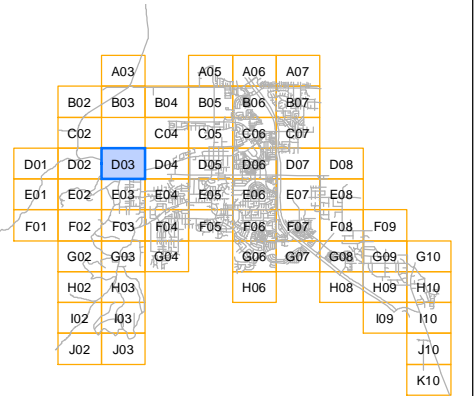 A03 A05 A06 A07
B02 B03 B04 B05 B06 B07
C02 C04 C05 C06 C07
D01 D02 D03 D04 D05 D06 D07 D08
E01 E02 E03 E04 E05 E06 E07 E08
F01 F02 F03 F04 F05 F06 F07 F08 F09
G02 G03 G04 G06 G07 G08 G09 G10
H02 H03 H06 H08 H09 H10
I02 I03 I09 I10
J02 J03 J10
K10